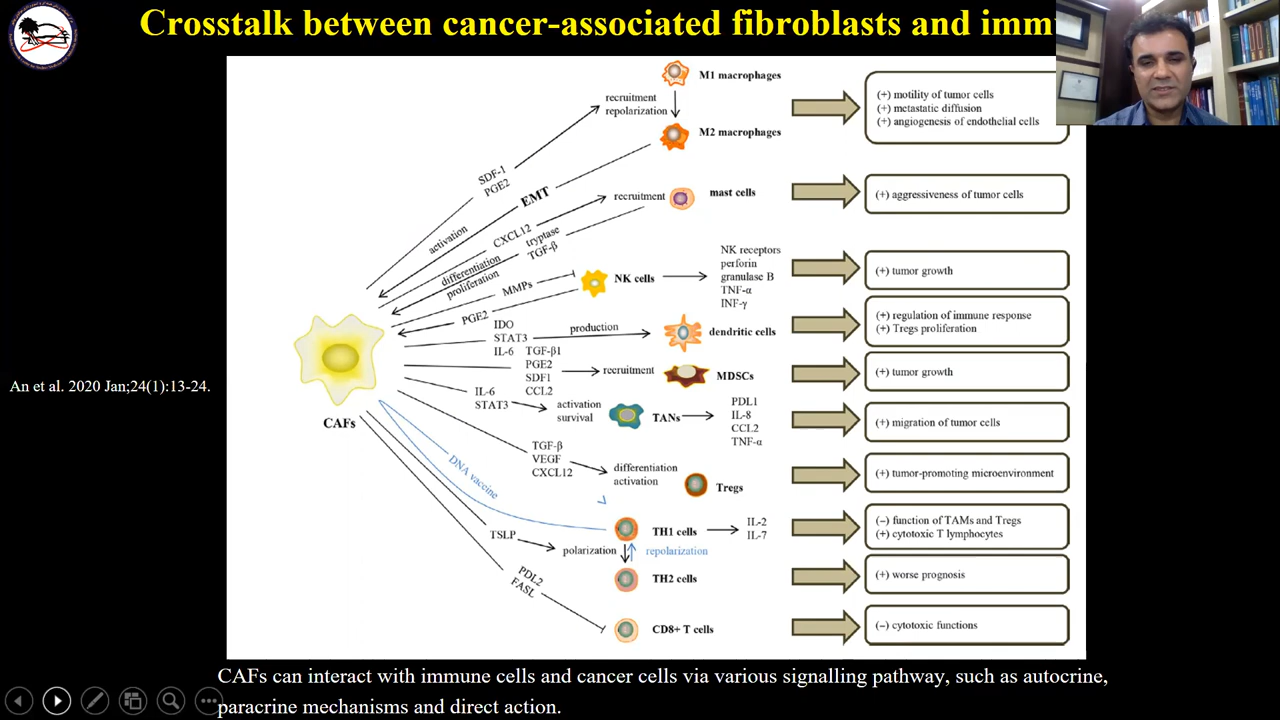 Crosstalk between cancer-associated fibroblasts and imm
M1 macrophages
recruitment
repolarization
M2 macrophages
(+) motility of tumor cells
(+) metastatic diffusion
(+) angiogenesis of endothelial cells
SDF-1
PGE2
EMT
activation
CXCL12
recruitment
mast cells
(+) aggressiveness of tumor cells
differentiation
proliferation
tryptase
TGF-β
MMPs
NK cells
NK receptors
perforin
granulase B
TNF-α
INF-γ
(+) tumor growth
PGE2
IDO
STAT3
IL-6
production
dendritic cells
(+) regulation of immune response
(+) Tregs proliferation
TGF-β1
PGE2
SDF1
CCL2
recruitment
MDSCs
(+) tumor growth
An et al. 2020 Jan;24(1):13-24.
CAFs
IL-6
STAT3
activation
survival
TANs
PDL1
IL-8
CCL2
TNF-α
(+) migration of tumor cells
TGF-β
VEGF
CXCL12
differentiation
activation
Tregs
(+) tumor-promoting microenvironment
DNA vaccine
TH1 cells
IL-2
IL-7
(−) function of TAMs and Tregs
(+) cytotoxic T lymphocytes
TSLP
polarization
repolarization
TH2 cells
(+) worse prognosis
PDL2
FASL
CD8+ T cells
(−) cytotoxic functions
CAFs can interact with immune cells and cancer cells via various signalling pathway, such as autocrine,
paracrine mechanisms and direct action.